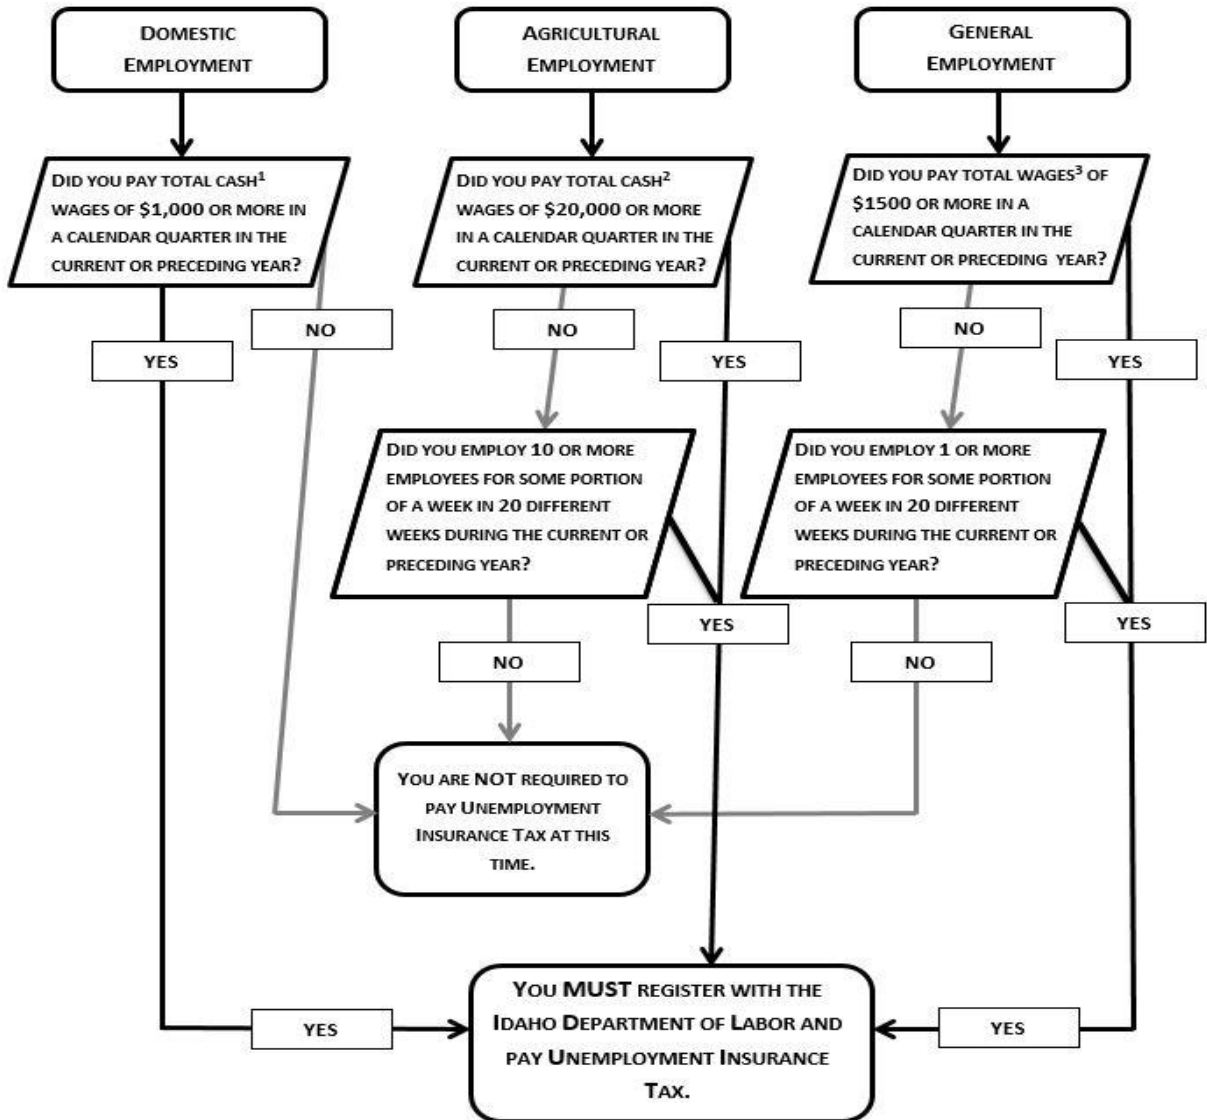 DOMESTIC
EMPLOYMENT
AGRICULTURAL
EMPLOYMENT
GENERAL
EMPLOYMENT
DID YOU PAY TOTAL CASH¹
WAGES OF $1,000 OR MORE IN
A CALENDAR QUARTER IN THE
CURRENT OR PRECEDING YEAR?
DID YOU PAY TOTAL CASH²
WAGES OF $20,000 OR MORE
IN A CALENDAR QUARTER IN THE
CURRENT OR PRECEDING YEAR?
DID YOU PAY TOTAL WAGES³ OF
$1500 OR MORE IN A
CALENDAR QUARTER IN THE
CURRENT OR PRECEDING YEAR?
NO
NO
NO
YES
YES
YES
DID YOU EMPLOY 10 OR MORE
EMPLOYEES FOR SOME PORTION
OF A WEEK IN 20 DIFFERENT
WEEKS DURING THE CURRENT OR
PRECEDING YEAR?
DID YOU EMPLOY 1 OR MORE
EMPLOYEES FOR SOME PORTION
OF A WEEK IN 20 DIFFERENT
WEEKS DURING THE CURRENT OR
PRECEDING YEAR?
YES
YES
NO
NO
YOU ARE NOT REQUIRED TO
PAY UNEMPLOYMENT
INSURANCE TAX AT THIS
TIME.
YOU MUST REGISTER WITH THE
IDAHO DEPARTMENT OF LABOR AND
PAY UNEMPLOYMENT INSURANCE
TAX.
YES
YES